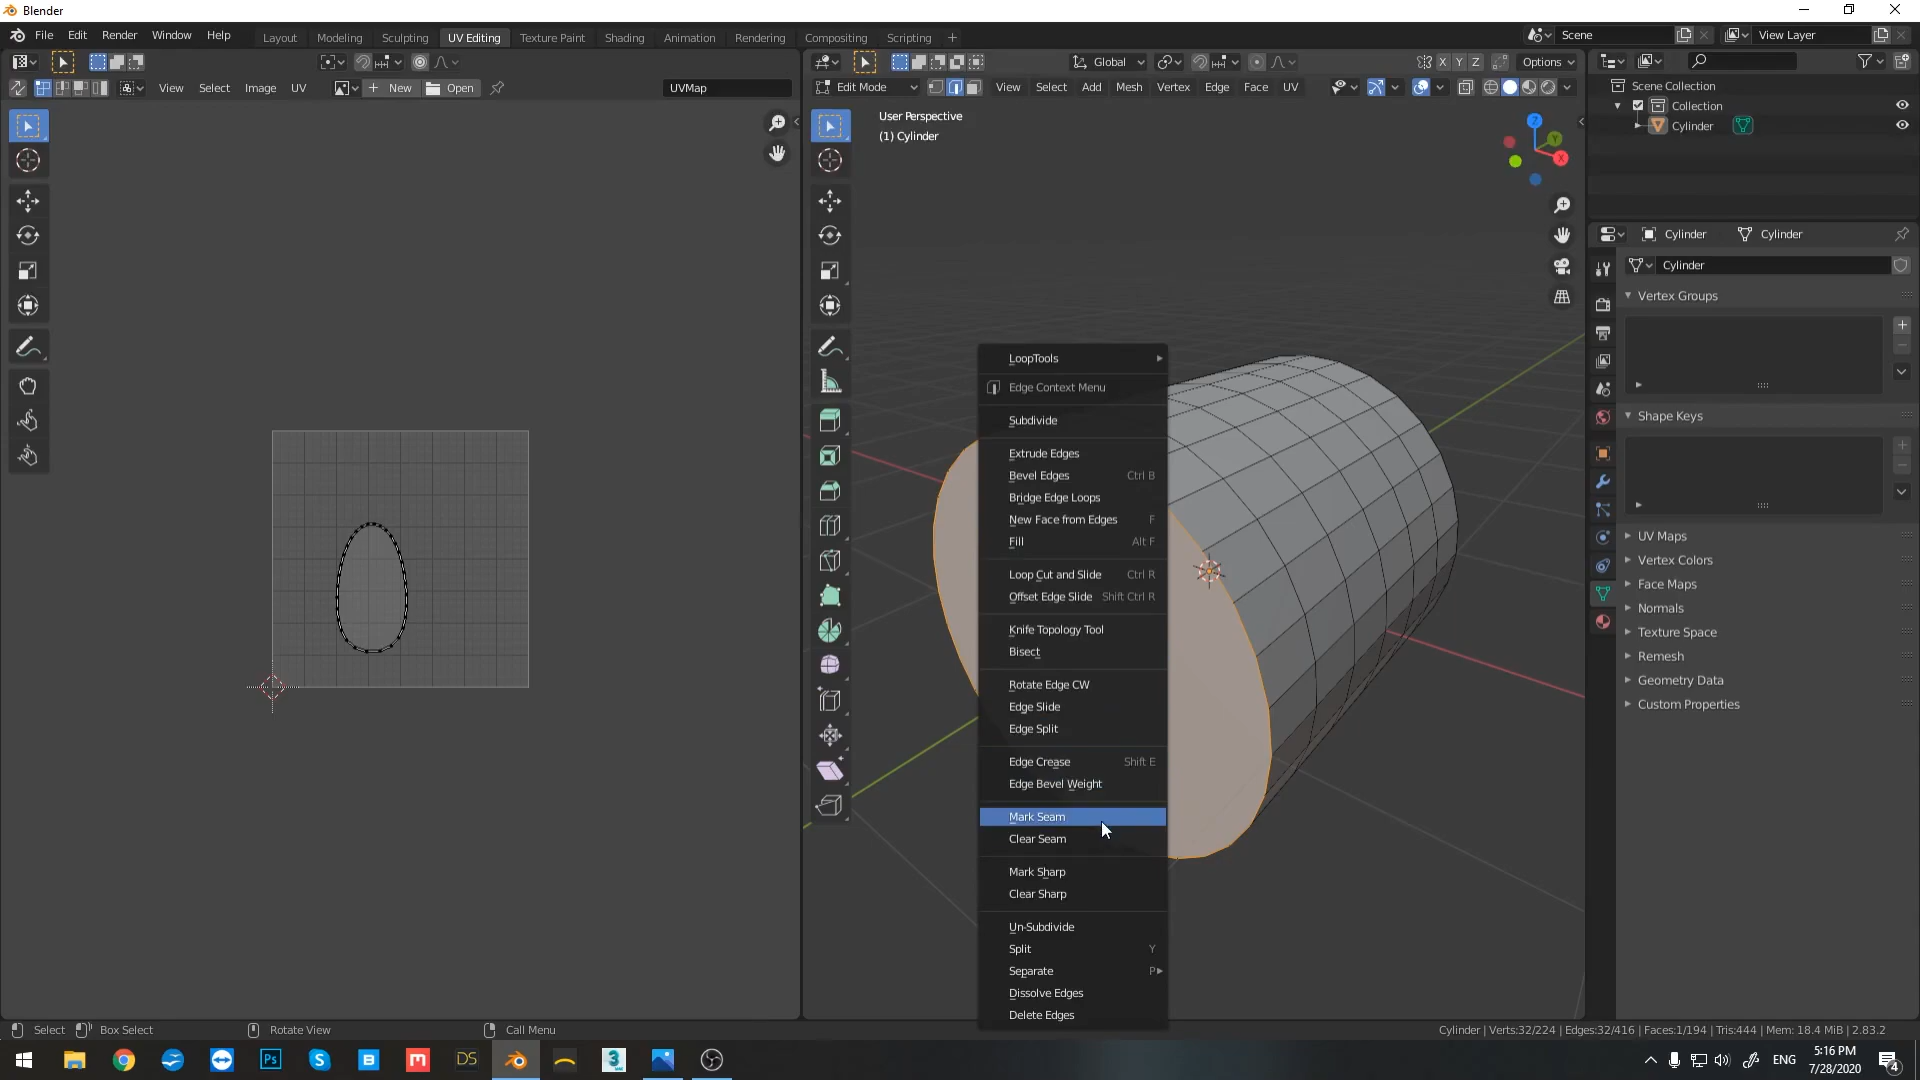 Blender
File Edit Render Window Help
Layout Modeling Sculpting UV Editing Texture Paint Shading Animation Rendering Compositing Scripting +
Scene
View Layer
Global
X Y Z
Options
View Select Image UV
New Open
UVMap
Edit Mode
View Select Add Mesh Vertex Edge Face UV
User Perspective
(1) Cylinder
Z
Y
X
Scene Collection
Collection
Cylinder
Cylinder Cylinder
Cylinder
Vertex Groups
Shape Keys
UV Maps
Vertex Colors
Face Maps
Normals
Texture Space
Remesh
Geometry Data
Custom Properties
LoopTools
Edge Context Menu
Subdivide
Extrude Edges
Bevel Edges Ctrl B
Bridge Edge Loops
New Face from Edges F
Fill Alt F
Loop Cut and Slide Ctrl R
Offset Edge Slide Shift Ctrl R
Knife Topology Tool
Bisect
Rotate Edge CW
Edge Slide
Edge Split
Edge Crease Shift E
Edge Bevel Weight
Mark Seam
Clear Seam
Mark Sharp
Clear Sharp
Un-Subdivide
Split Y
Separate P
Dissolve Edges
Delete Edges
Select Box Select Rotate View Call Menu
Cylinder | Verts:32/224 | Edges:32/416 | Faces:1/194 | Tris:444 | Mem: 18.4 MiB | 2.83.2
Ps S B M DS 3
ENG
5:16 PM
7/28/2020
4